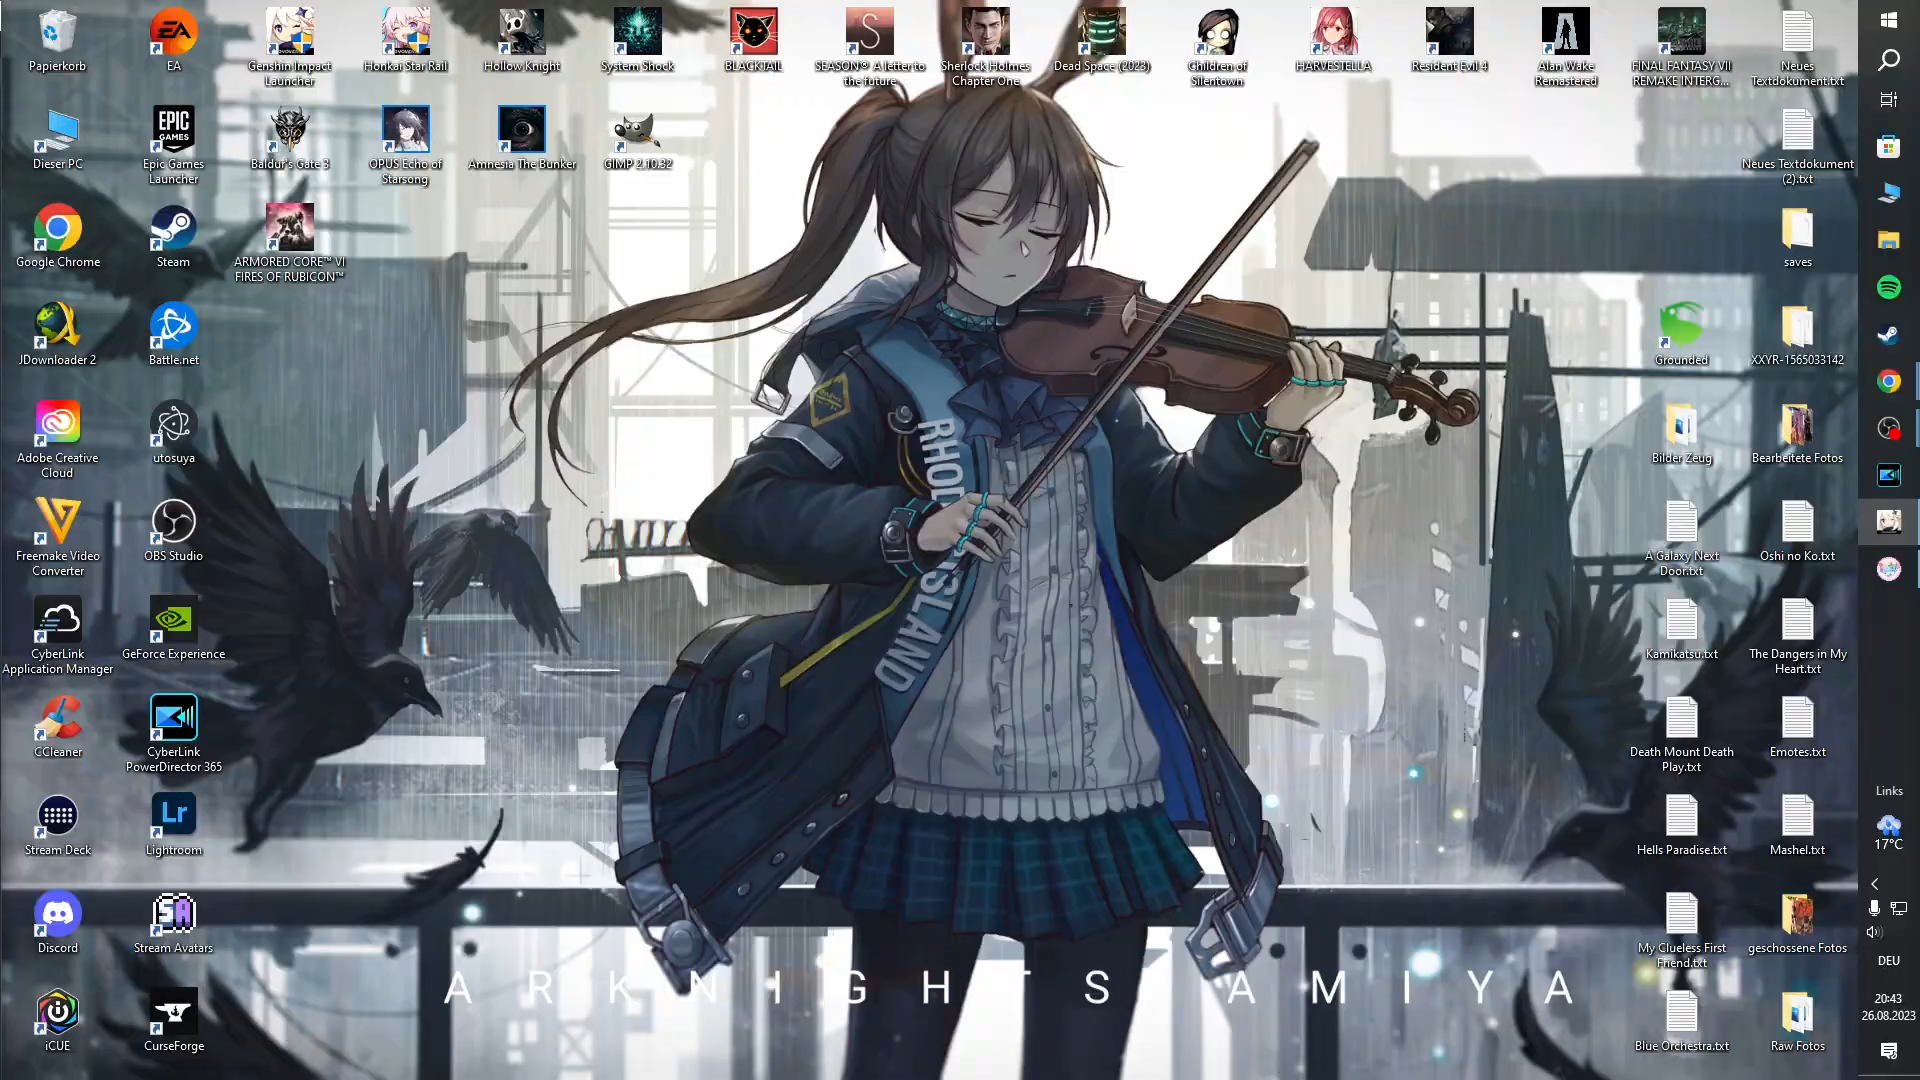 Papierkorb
EA
Genshin Impact
Launcher
Honkai Star Rail
Hollow Knight
System Shock
BLACKTAIL
SEASON® A letter to
the future
Sherlock Holmes
Chapter One
Dead Space (2023)
Children of
Silentown
HARVESTELLA
Resident Evil 4
Alan Wake
Remastered
FINAL FANTASY VII
REMAKE INTERG...
Neues
Textdokument.txt
Dieser PC
EPIC
GAMES
Epic Games
Launcher
Baldur's Gate 3
OPUS Echo of
Starsong
Amnesia The Bunker
GIMP 2.10.32
Neues Textdokument
(2).txt
Google Chrome
Steam
ARMORED CORE™ VI
FIRES OF RUBICON™
saves
JDownloader 2
Battle.net
Grounded
XXYR-1565033142
Adobe Creative
Cloud
utosuya
Bilder Zeug
Bearbeitete Fotos
Freemake Video
Converter
OBS Studio
A Galaxy Next
Door.txt
Oshi no Ko.txt
CyberLink
Application Manager
GeForce Experience
Kamikatsu.txt
The Dangers in My
Heart.txt
CCleaner
CyberLink
PowerDirector 365
Death Mount Death
Play.txt
Emotes.txt
Stream Deck
Lr
Lightroom
Hells Paradise.txt
Mashel.txt
Discord
SA
Stream Avatars
My Clueless First
Friend.txt
geschossene Fotos
iCUE
CurseForge
Blue Orchestra.txt
Raw Fotos
RHODES ISLAND
ARKNIGHTS AMIYA
Links
17°C
DEU
20:43
26.08.2023